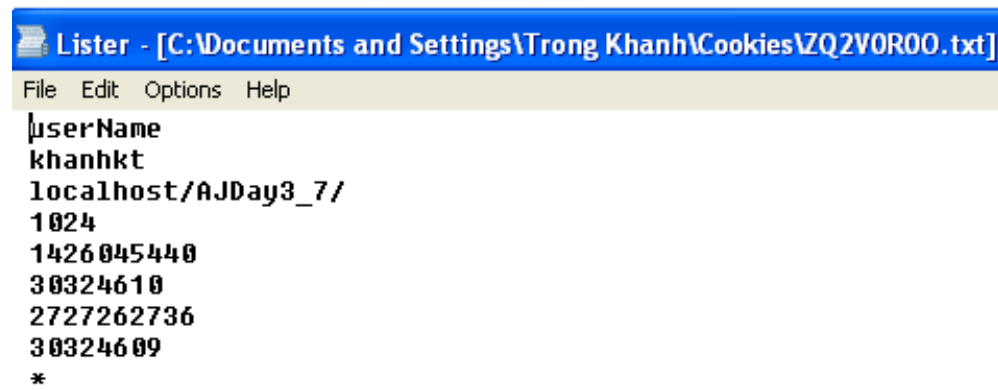 Lister - [C:\Documents and Settings\Trong Khanh\Cookies\ZQ2V0R0O.txt]
File Edit Options Help
userName
khanhkt
localhost/AJDay3_7/
1024
1426045440
30324610
2727262736
30324609
*